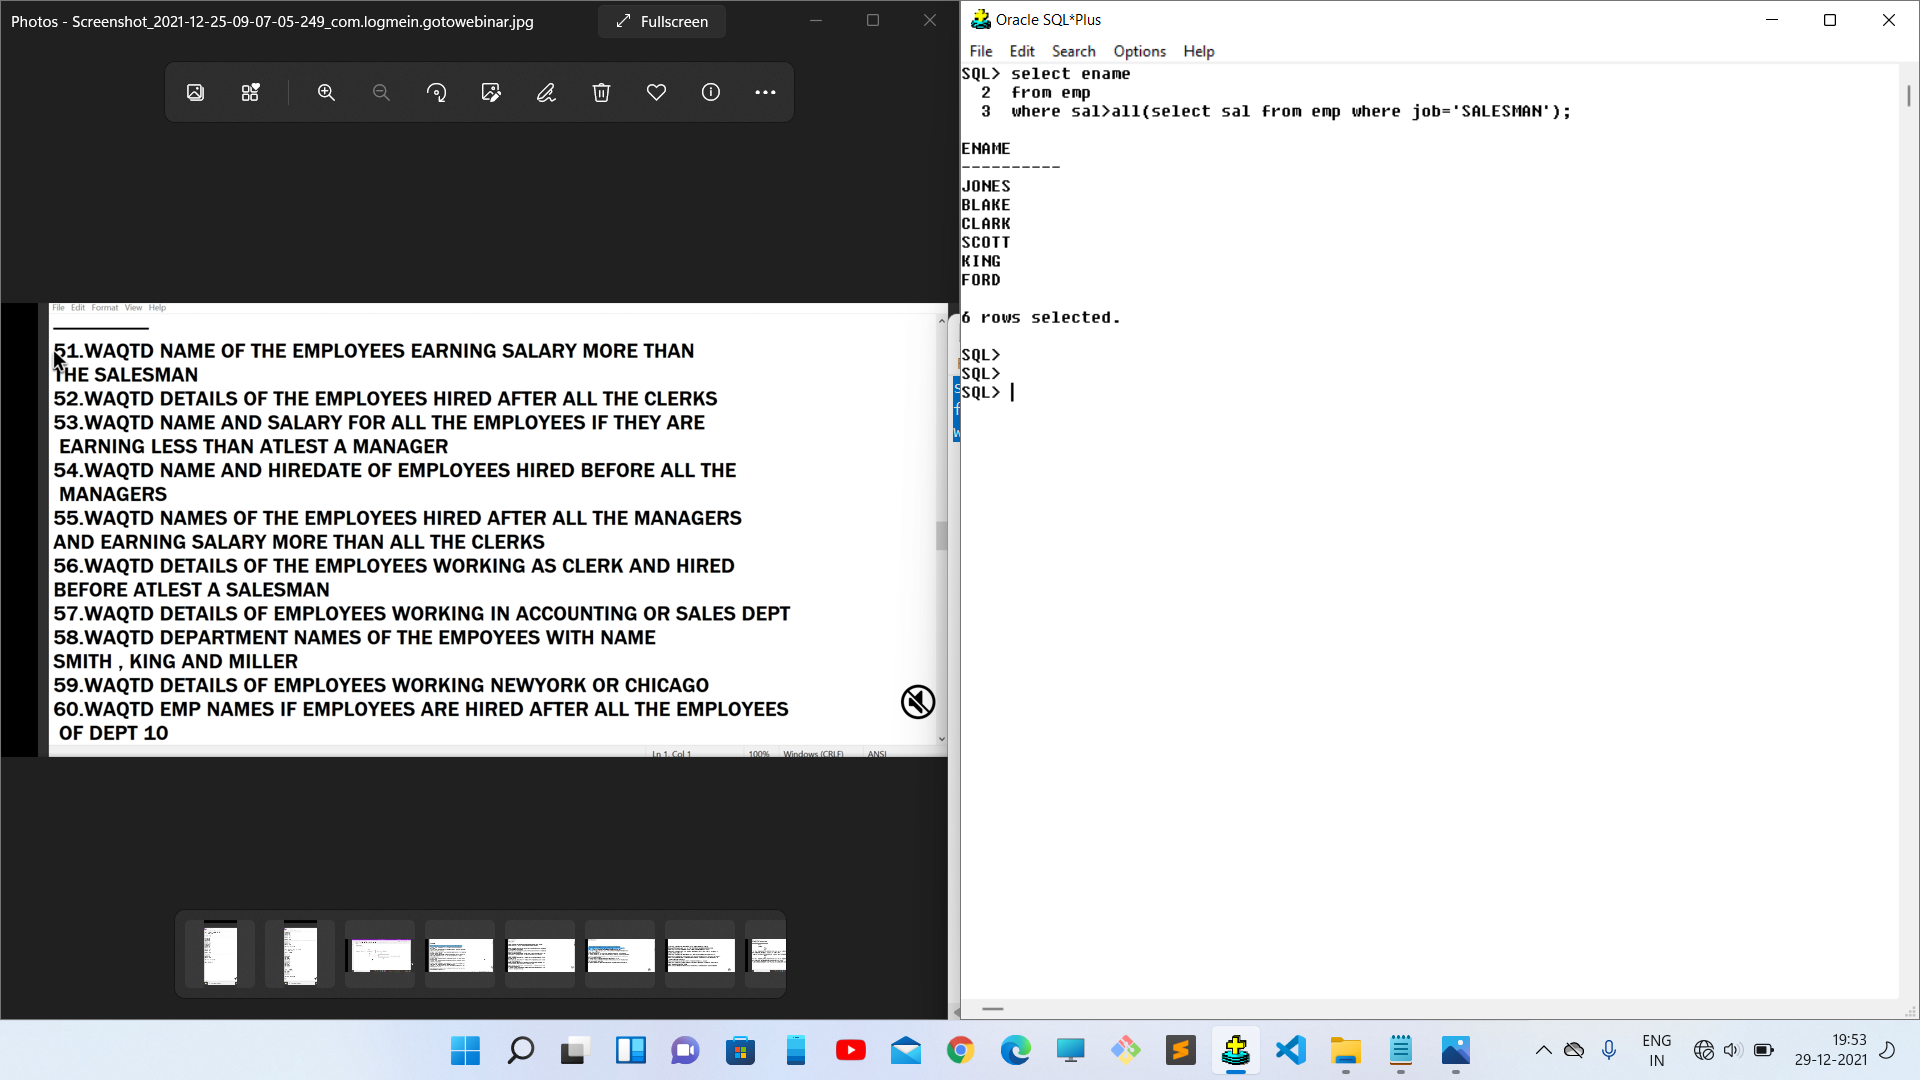 Photos - Screenshot_2021-12-25-09-07-05-249_com.logmein.gotowebinar.jpg
Fullscreen
File Edit Format View Help
51.WAQTD NAME OF THE EMPLOYEES EARNING SALARY MORE THAN
THE SALESMAN
52.WAQTD DETAILS OF THE EMPLOYEES HIRED AFTER ALL THE CLERKS
53.WAQTD NAME AND SALARY FOR ALL THE EMPLOYEES IF THEY ARE
EARNING LESS THAN ATLEST A MANAGER
54.WAQTD NAME AND HIREDATE OF EMPLOYEES HIRED BEFORE ALL THE
MANAGERS
55.WAQTD NAMES OF THE EMPLOYEES HIRED AFTER ALL THE MANAGERS
AND EARNING SALARY MORE THAN ALL THE CLERKS
56.WAQTD DETAILS OF THE EMPLOYEES WORKING AS CLERK AND HIRED
BEFORE ATLEST A SALESMAN
57.WAQTD DETAILS OF EMPLOYEES WORKING IN ACCOUNTING OR SALES DEPT
58.WAQTD DEPARTMENT NAMES OF THE EMPOYEES WITH NAME
SMITH , KING AND MILLER
59.WAQTD DETAILS OF EMPLOYEES WORKING NEWYORK OR CHICAGO
60.WAQTD EMP NAMES IF EMPLOYEES ARE HIRED AFTER ALL THE EMPLOYEES
OF DEPT 10
Ln 1, Col 1 100% Windows (CRLF) ANSI
Oracle SQL*Plus
File Edit Search Options Help
SQL> select ename
2 from emp
3 where sal>all(select sal from emp where job='SALESMAN');
ENAME
----------
JONES
BLAKE
CLARK
SCOTT
KING
FORD
6 rows selected.
SQL>
SQL>
SQL>
ENG
IN
19:53
29-12-2021